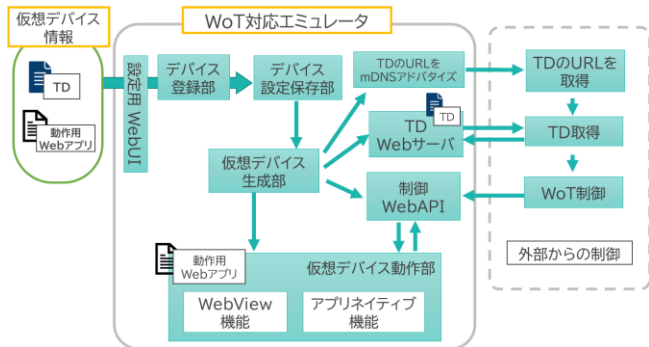 仮想デバイス
情報
TD
動作用
Webアプリ
WoT対応エミュレータ
設定用 WebUI
デバイス
登録部
デバイス
設定保存部
TDのURLを
mDNSアドバタイズ
TD
TD
Webサーバ
仮想デバイス
生成部
制御
WebAPI
動作用
Webアプリ
仮想デバイス動作部
WebView
機能
アプリネイティブ
機能
TDのURLを
取得
TD取得
WoT制御
外部からの制御